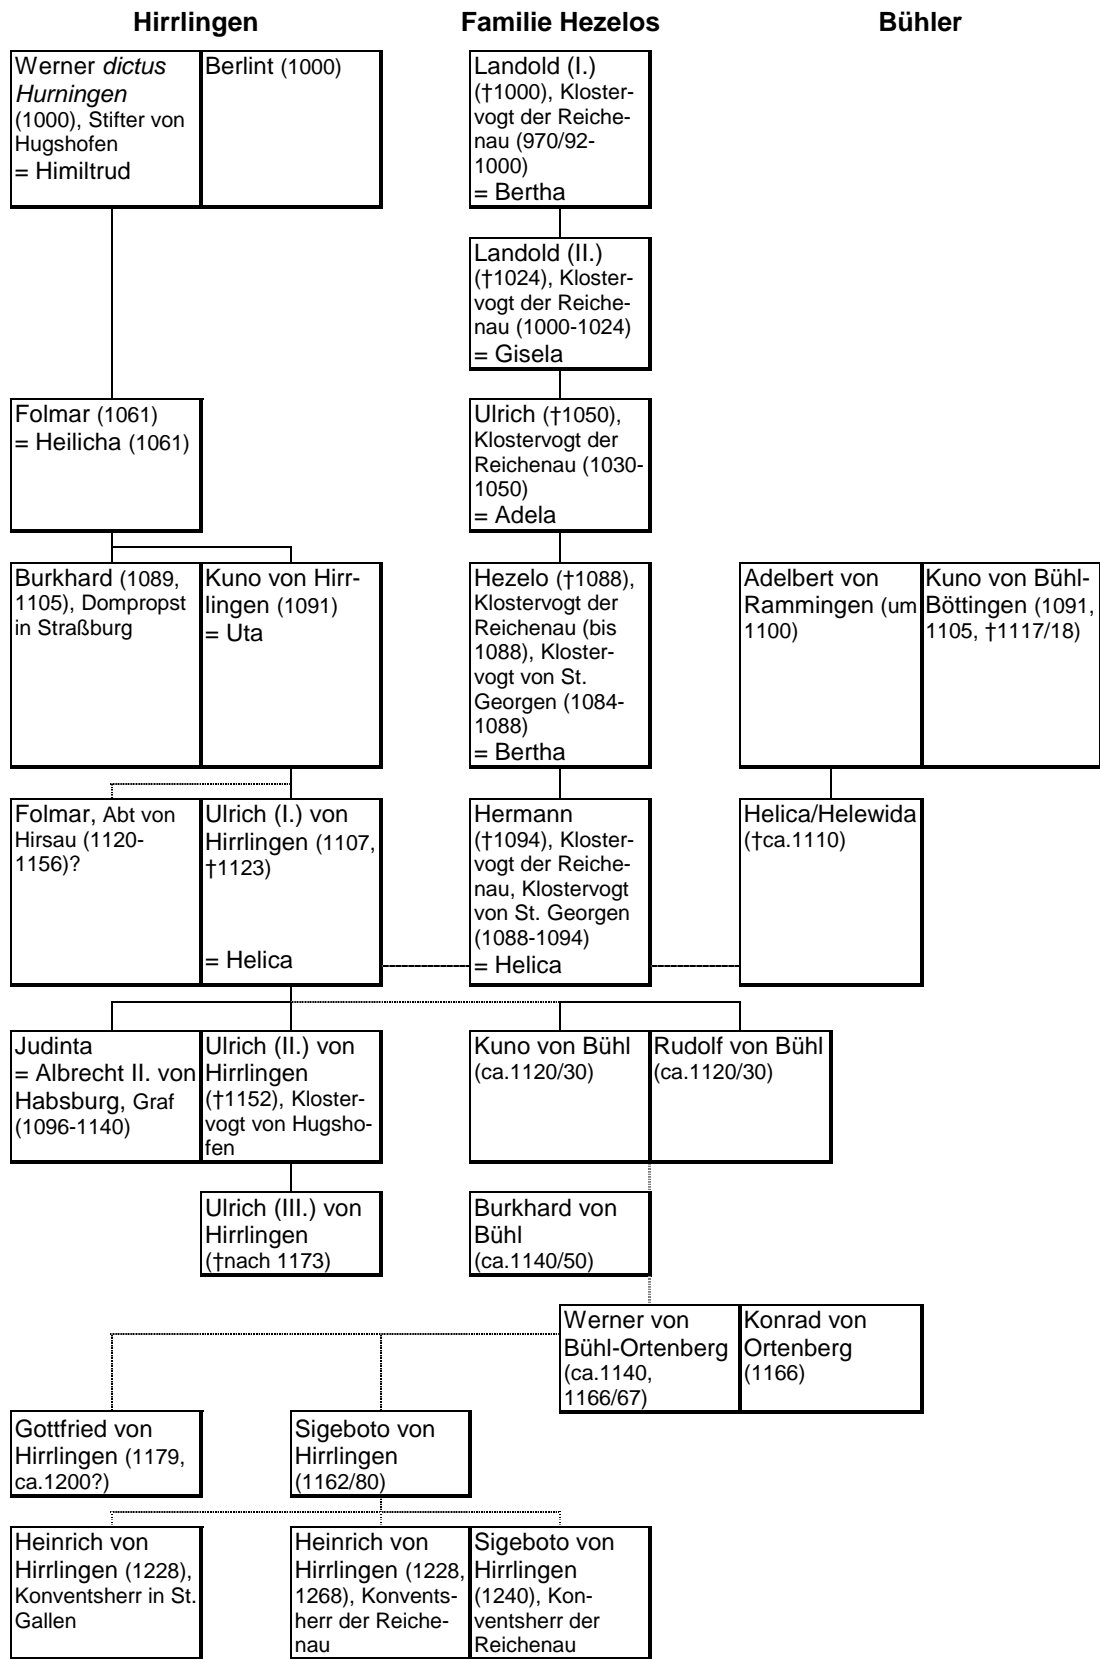 Hirrlingen
Familie Hezelos
Bühler
Werner dictus
Hurningen
(1000), Stifter von
Hugshofen
= Himiltrud
Berlint (1000)
Landold (I.)
(†1000), Kloster-
vogt der Reiche-
nau (970/92-
1000)
= Bertha
Landold (II.)
(†1024), Kloster-
vogt der Reiche-
nau (1000-1024)
= Gisela
Folmar (1061)
= Heilicha (1061)
Ulrich (†1050),
Klostervogt der
Reichenau (1030-
1050)
= Adela
Burkhard (1089,
1105), Dompropst
in Straßburg
Kuno von Hirr-
lingen (1091)
= Uta
Hezelo (†1088),
Klostervogt der
Reichenau (bis
1088), Kloster-
vogt von St.
Georgen (1084-
1088)
= Bertha
Adelbert von
Rammingen (um
1100)
Kuno von Bühl-
Böttingen (1091,
1105, †1117/18)
Folmar, Abt von
Hirsau (1120-
1156)?
Ulrich (I.) von
Hirrlingen (1107,
†1123)
= Helica
Hermann
(†1094), Kloster-
vogt der Reiche-
nau, Klostervogt
von St. Georgen
(1088-1094)
= Helica
Helica/Helewida
(†ca.1110)
Judinta
= Albrecht II. von
Habsburg, Graf
(1096-1140)
Ulrich (II.) von
Hirrlingen
(†1152), Kloster-
vogt von Hugsho-
fen
Kuno von Bühl
(ca.1120/30)
Rudolf von Bühl
(ca.1120/30)
Ulrich (III.) von
Hirrlingen
(†nach 1173)
Burkhard von
Bühl
(ca.1140/50)
Werner von
Bühl-Ortenberg
(ca.1140,
1166/67)
Konrad von
Ortenberg
(1166)
Gottfried von
Hirrlingen (1179,
ca.1200?)
Sigeboto von
Hirrlingen
(1162/80)
Heinrich von
Hirrlingen (1228),
Konventsherr in St.
Gallen
Heinrich von
Hirrlingen (1228,
1268), Konvents-
herr der Reiche-
nau
Sigeboto von
Hirrlingen
(1240), Kon-
ventsherr der
Reichenau